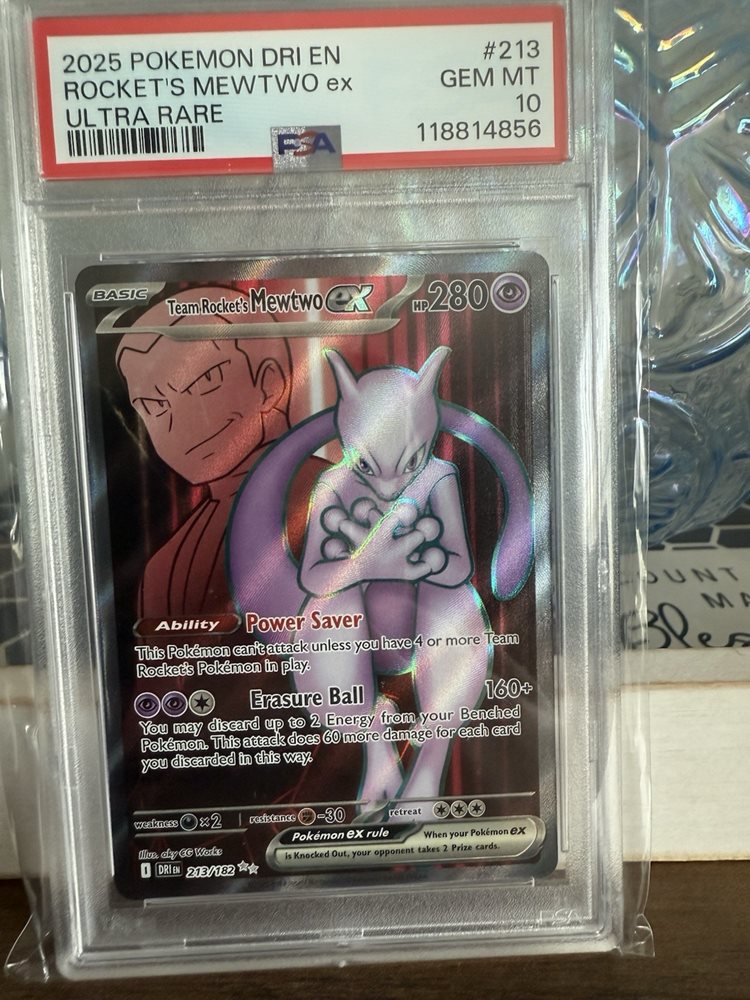 2025 POKEMON DRI EN #213
ROCKET'S MEWTWO ex GEM MT
ULTRA RARE 10
PSA 118814856
BASIC Team Rocket's Mewtwo ex HP 280
Ability Power Saver
This Pokémon can't attack unless you have 4 or more Team
Rocket's Pokémon in play.
Erasure Ball 160+
You may discard up to 2 Energy from your Benched
Pokémon. This attack does 60 more damage for each card
you discarded in this way.
weakness ×2 resistance -30 retreat
Pokémon ex rule When your Pokémon ex
is Knocked Out, your opponent takes 2 Prize cards.
Illus. aky CG Works
I DRI EN 213/182
PSA
OUNT
MA